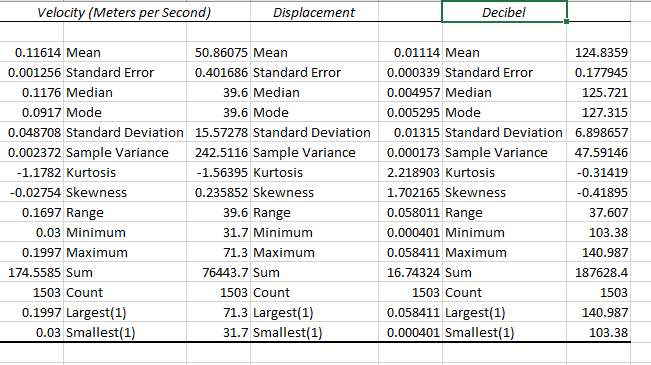 Velocity (Meters per Second) Displacement Decibel
0.11614 Mean 50.86075 Mean 0.01114 Mean 124.8359
0.001256 Standard Error 0.401686 Standard Error 0.000339 Standard Error 0.177945
0.1176 Median 39.6 Median 0.004957 Median 125.721
0.0917 Mode 39.6 Mode 0.005295 Mode 127.315
0.048708 Standard Deviation 15.57278 Standard Deviation 0.01315 Standard Deviation 6.898657
0.002372 Sample Variance 242.5116 Sample Variance 0.000173 Sample Variance 47.59146
-1.1782 Kurtosis -1.56395 Kurtosis 2.218903 Kurtosis -0.31419
-0.02754 Skewness 0.235852 Skewness 1.702165 Skewness -0.41895
0.1697 Range 39.6 Range 0.058011 Range 37.607
0.03 Minimum 31.7 Minimum 0.000401 Minimum 103.38
0.1997 Maximum 71.3 Maximum 0.058411 Maximum 140.987
174.5585 Sum 76443.7 Sum 16.74324 Sum 187628.4
1503 Count 1503 Count 1503 Count 1503
0.1997 Largest(1) 71.3 Largest(1) 0.058411 Largest(1) 140.987
0.03 Smallest(1) 31.7 Smallest(1) 0.000401 Smallest(1) 103.38